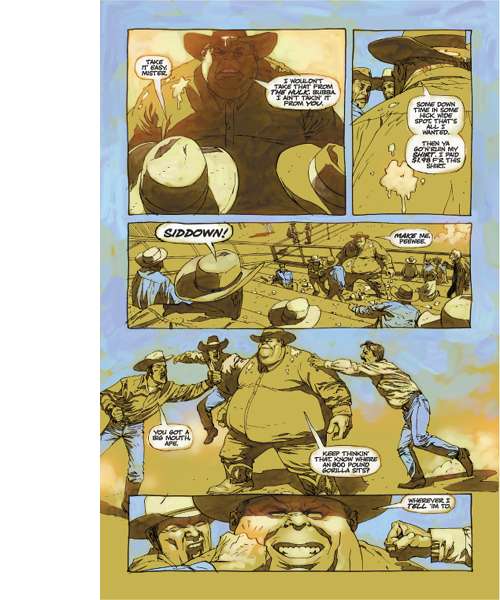 TAKE
IT EASY,
MISTER.
I WOULDN'T
TAKE THAT FROM
THE HULK, BUBBA.
I AIN'T TAKIN' IT
FROM YOU.
SOME DOWN
TIME IN SOME
HICK WIDE
SPOT, THAT'S
ALL I
WANTED.
THEN YA
GO'N RUIN MY
SHIRT. I PAID
$1.98 F'R THIS
SHIRT.
SIDDOWN!
MAKE ME,
PEEWEE.
YOU GOT A
BIG MOUTH,
APE.
KEEP THINKIN'
THAT. KNOW WHERE
AN 800 POUND
GORILLA SITS?
WHEREVER I
TELL 'IM TO.